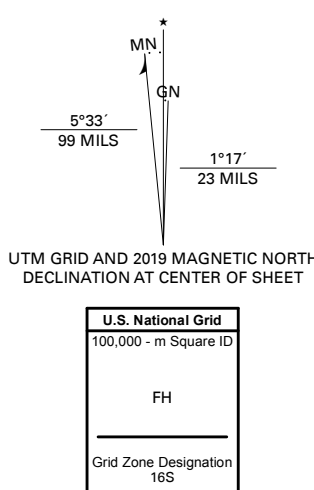 ★
MN
GN
5°33´
99 MILS
1°17´
23 MILS
UTM GRID AND 2019 MAGNETIC NORTH
DECLINATION AT CENTER OF SHEET
U.S. National Grid
100,000 - m Square ID
FH
Grid Zone Designation
16S